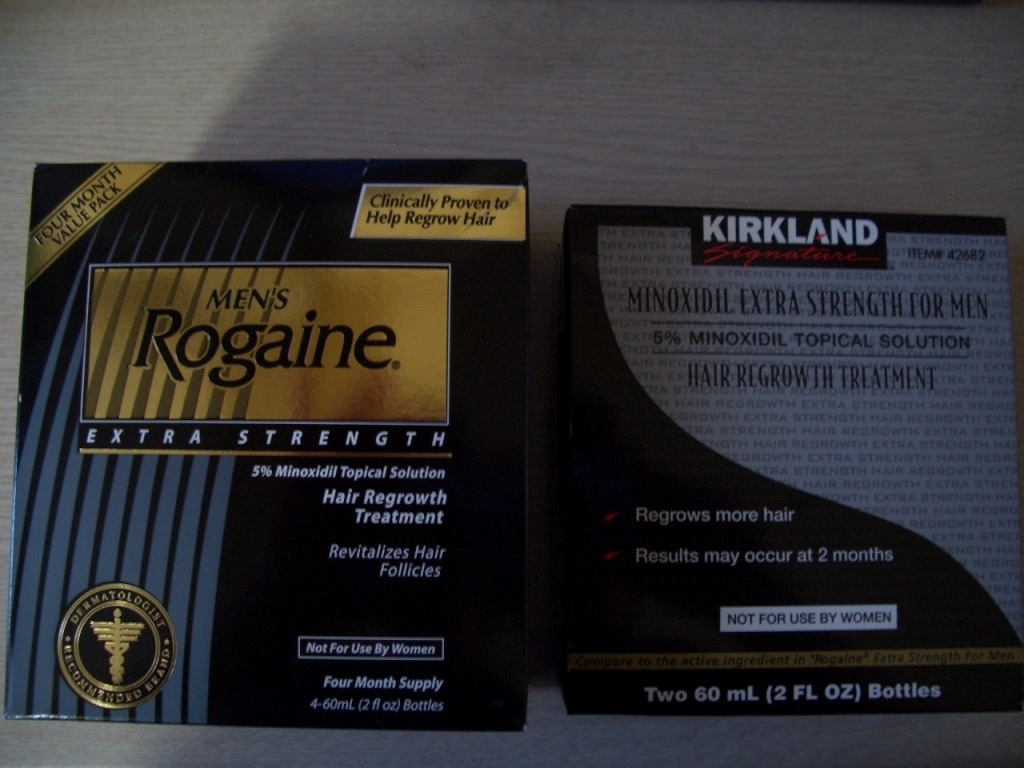 FOUR MONTH
VALUE PACK
Clinically Proven to
Help Regrow Hair
MEN'S
Rogaine®
EXTRA STRENGTH
5% Minoxidil Topical Solution
Hair Regrowth
Treatment
Revitalizes Hair
Follicles
DERMATOLOGIST
RECOMMENDED BRAND
Not For Use By Women
Four Month Supply
4-60mL (2 fl oz) Bottles
KIRKLAND
Signature
ITEM# 42682
MINOXIDIL EXTRA STRENGTH FOR MEN
5% MINOXIDIL TOPICAL SOLUTION
HAIR REGROWTH TREATMENT
Regrows more hair
Results may occur at 2 months
NOT FOR USE BY WOMEN
Compare to the active ingredient in "Rogaine" Extra Strength For Men
Two 60 mL (2 FL OZ) Bottles